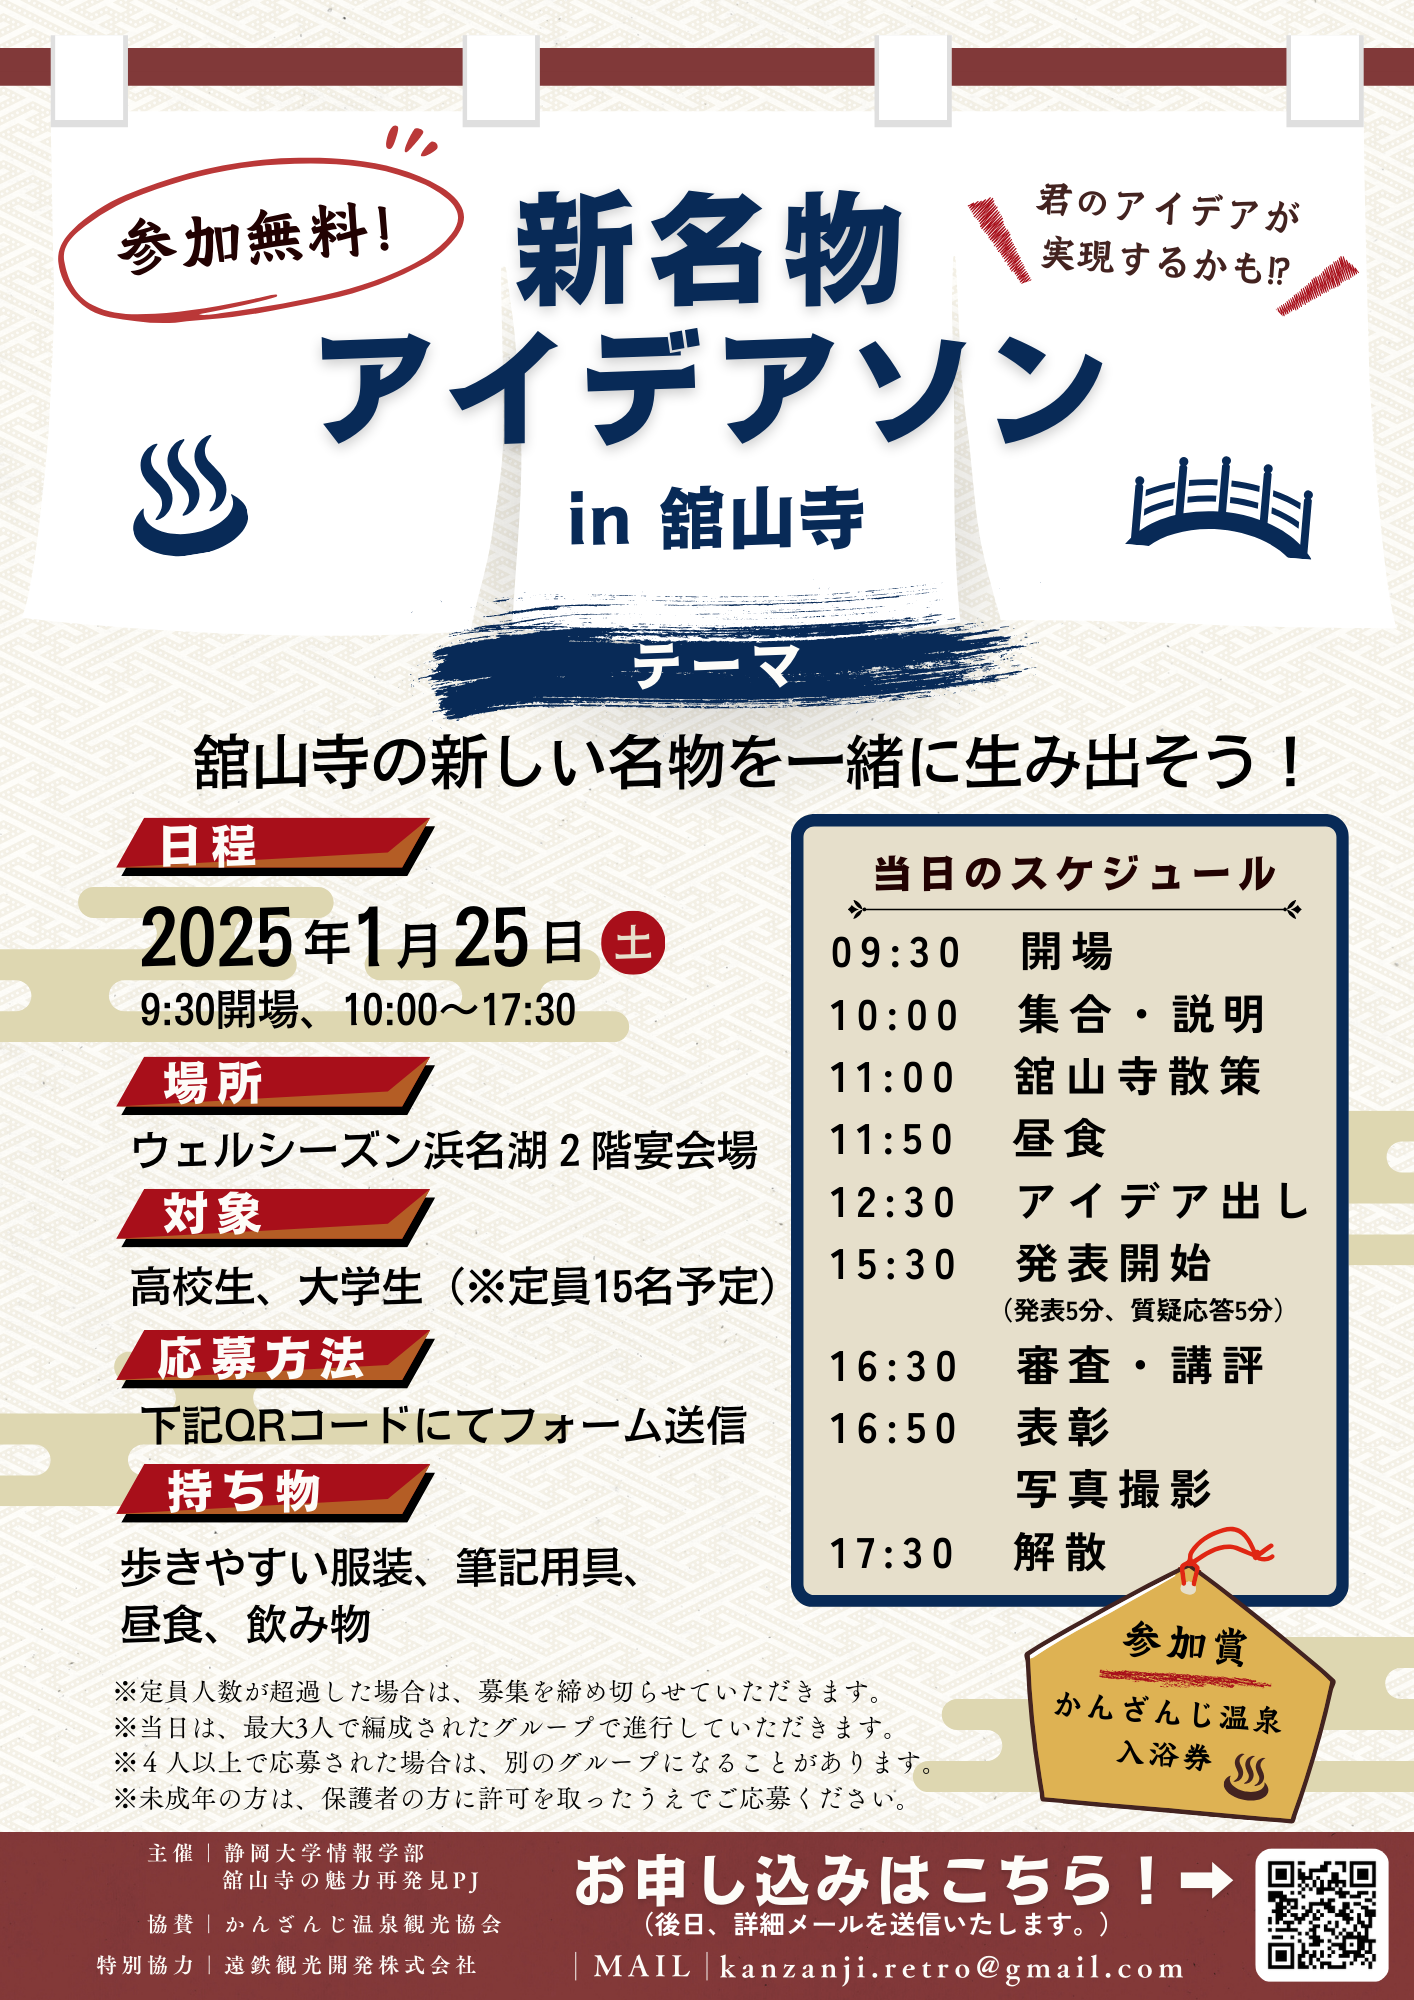 参加無料!
新名物
アイデアソン
in 舘山寺
君のアイデアが
実現するかも!?
テーマ
舘山寺の新しい名物を一緒に生み出そう！
日程
2025年1月25日 土
9:30開場、10:00〜17:30
場所
ウェルシーズン浜名湖２階宴会場
対象
高校生、大学生（※定員15名予定）
応募方法
下記QRコードにてフォーム送信
持ち物
歩きやすい服装、筆記用具、
昼食、飲み物
当日のスケジュール
09:30 開場
10:00 集合・説明
11:00 舘山寺散策
11:50 昼食
12:30 アイデア出し
15:30 発表開始
（発表5分、質疑応答5分）
16:30 審査・講評
16:50 表彰
写真撮影
17:30 解散
参加賞
かんざんじ温泉
入浴券
※定員人数が超過した場合は、募集を締め切らせていただきます。
※当日は、最大3人で編成されたグループで進行していただきます。
※４人以上で応募された場合は、別のグループになることがあります。
※未成年の方は、保護者の方に許可を取ったうえでご応募ください。
主催｜静岡大学情報学部
舘山寺の魅力再発見PJ
協賛｜かんざんじ温泉観光協会
特別協力｜遠鉄観光開発株式会社
お申し込みはこちら！➡
（後日、詳細メールを送信いたします。）
｜MAIL｜kanzanji.retro@gmail.com